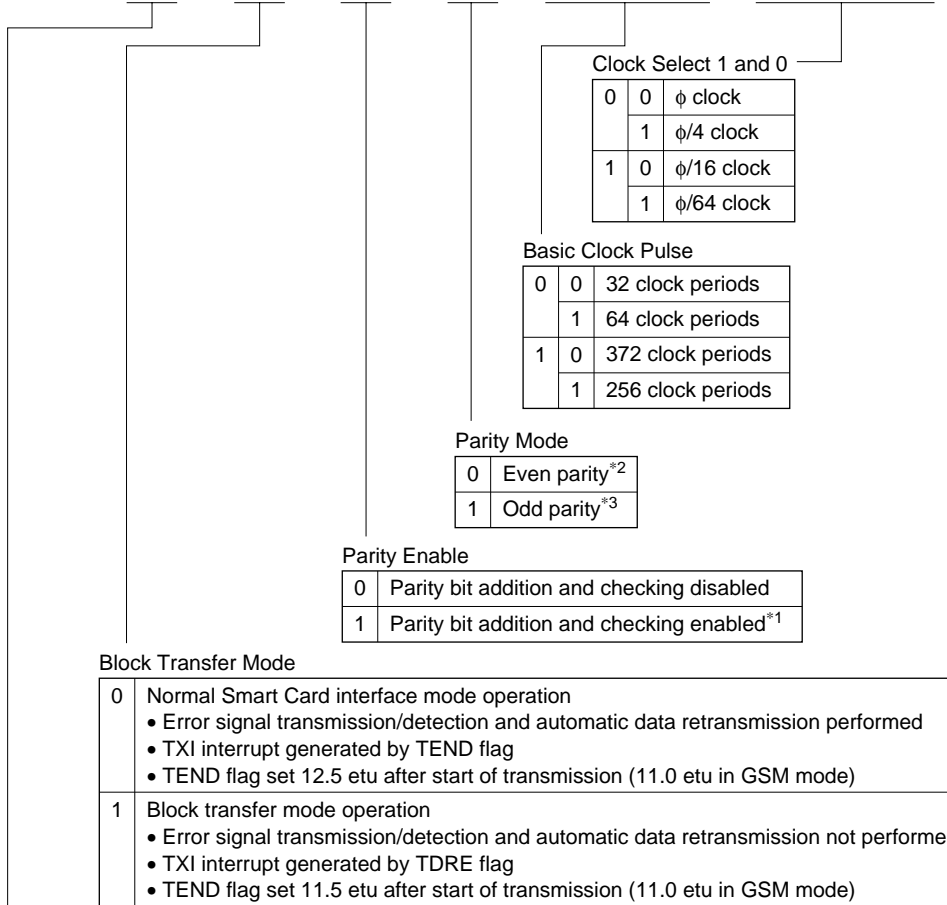 Clock Select 1 and 0
0 0 φ clock
1 φ/4 clock
1 0 φ/16 clock
1 φ/64 clock
Basic Clock Pulse
0 0 32 clock periods
1 64 clock periods
1 0 372 clock periods
1 256 clock periods
Parity Mode
0 Even parity*2
1 Odd parity*3
Parity Enable
0 Parity bit addition and checking disabled
1 Parity bit addition and checking enabled*1
Block Transfer Mode
0 Normal Smart Card interface mode operation
• Error signal transmission/detection and automatic data retransmission performed
• TXI interrupt generated by TEND flag
• TEND flag set 12.5 etu after start of transmission (11.0 etu in GSM mode)
1 Block transfer mode operation
• Error signal transmission/detection and automatic data retransmission not performe
• TXI interrupt generated by TDRE flag
• TEND flag set 11.5 etu after start of transmission (11.0 etu in GSM mode)